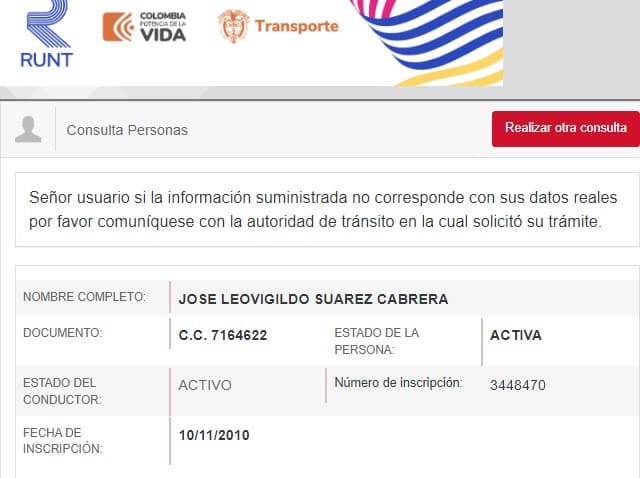 RUNT
COLOMBIA
POTENCIA DE LA
VIDA
Transporte
Consulta Personas
Realizar otra consulta
Señor usuario si la información suministrada no corresponde con sus datos reales
por favor comuníquese con la autoridad de tránsito en la cual solicitó su trámite.
NOMBRE COMPLETO: JOSE LEOVIGILDO SUAREZ CABRERA
DOCUMENTO: C.C. 7164622 ESTADO DE LA
PERSONA: ACTIVA
ESTADO DEL
CONDUCTOR: ACTIVO Número de inscripción: 3448470
FECHA DE
INSCRIPCIÓN: 10/11/2010